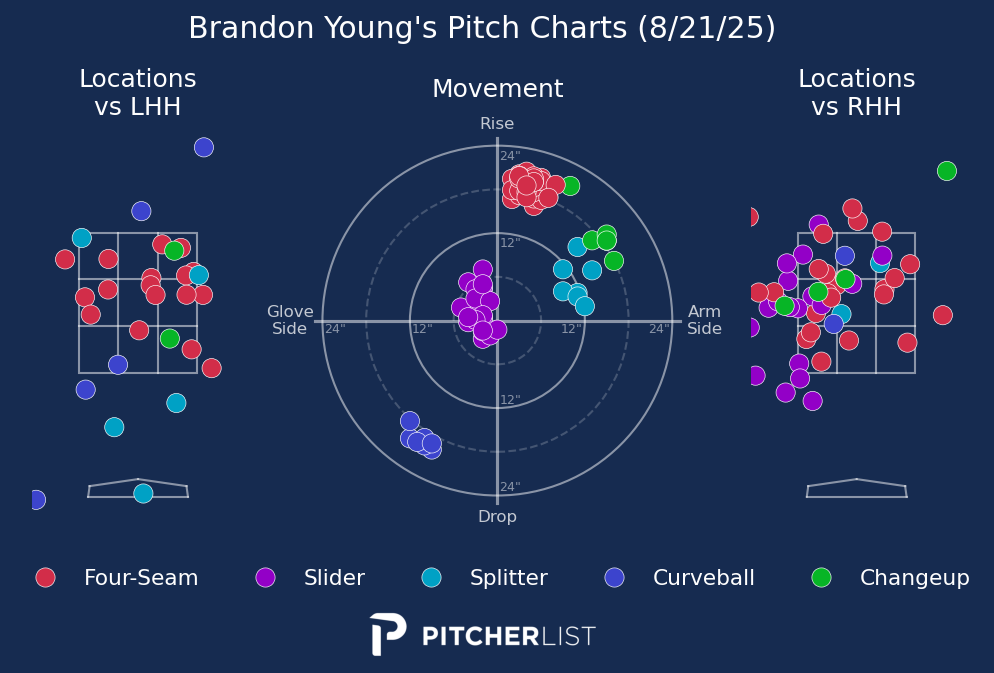 Brandon Young's Pitch Charts (8/21/25)
Locations
vs LHH
Movement
Locations
vs RHH
Rise
24"
12"
Glove
Side
24"
12"
12"
24"
Arm
Side
12"
24"
Drop
Four-Seam
Slider
Splitter
Curveball
Changeup
PITCHERLIST